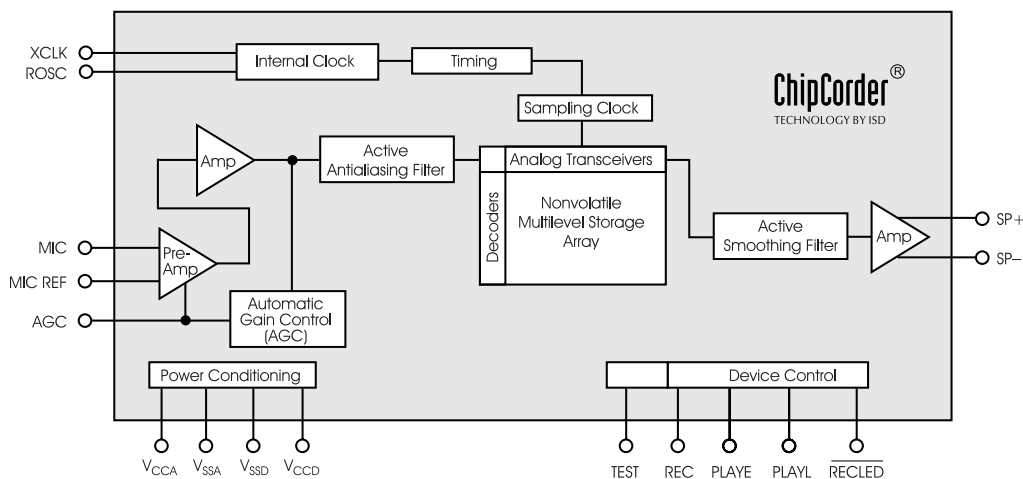 XCLK
ROSC
Internal Clock
Timing
Sampling Clock
ChipCorder®
TECHNOLOGY BY ISD
Amp
Active
Antialiasing Filter
Analog Transceivers
Decoders
Nonvolatile
Multilevel Storage
Array
Active
Smoothing Filter
Amp
SP+
SP–
MIC
MIC REF
Pre-
Amp
AGC
Automatic
Gain Control
(AGC)
Power Conditioning
Device Control
VCCA
VSSA
VSSD
VCCD
TEST
REC
PLAYE
PLAYL
RECLED